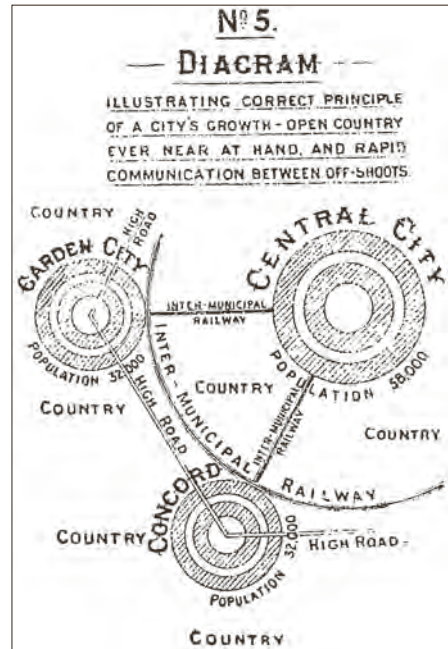 Nº 5.
— DIAGRAM —
ILLUSTRATING CORRECT PRINCIPLE
OF A CITY'S GROWTH - OPEN COUNTRY
EVER NEAR AT HAND, AND RAPID
COMMUNICATION BETWEEN OFF-SHOOTS.
COUNTRY
HIGH
ROAD
GARDEN CITY
POPULATION 32,000
CENTRAL CITY
POPULATION 58,000
INTER-MUNICIPAL
RAILWAY
COUNTRY
COUNTRY
HIGH ROAD
INTER-MUNICIPAL RAILWAY
INTER-MUNICIPAL
RAILWAY
COUNTRY
CONCORD
POPULATION 32,000
COUNTRY
HIGH ROAD
COUNTRY